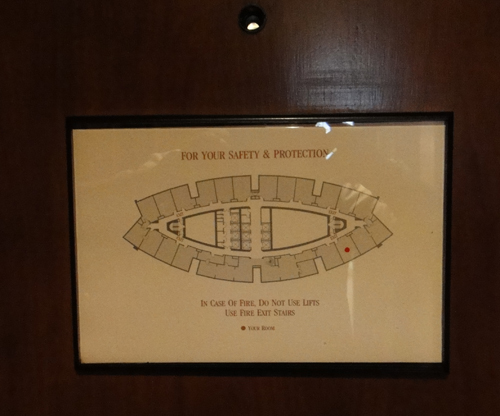 FOR YOUR SAFETY & PROTECTION
IN CASE OF FIRE, DO NOT USE LIFTS
USE FIRE EXIT STAIRS
YOUR ROOM